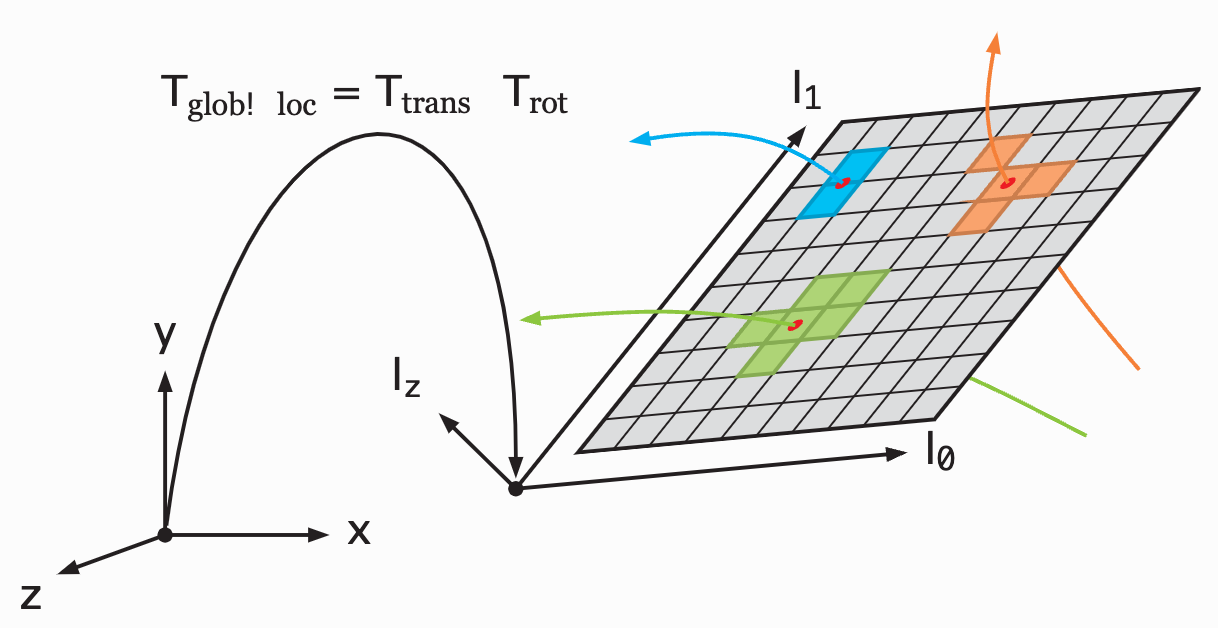 T_glob! loc = T_trans T_rot
l_1
y
l_z
l_0
x
z